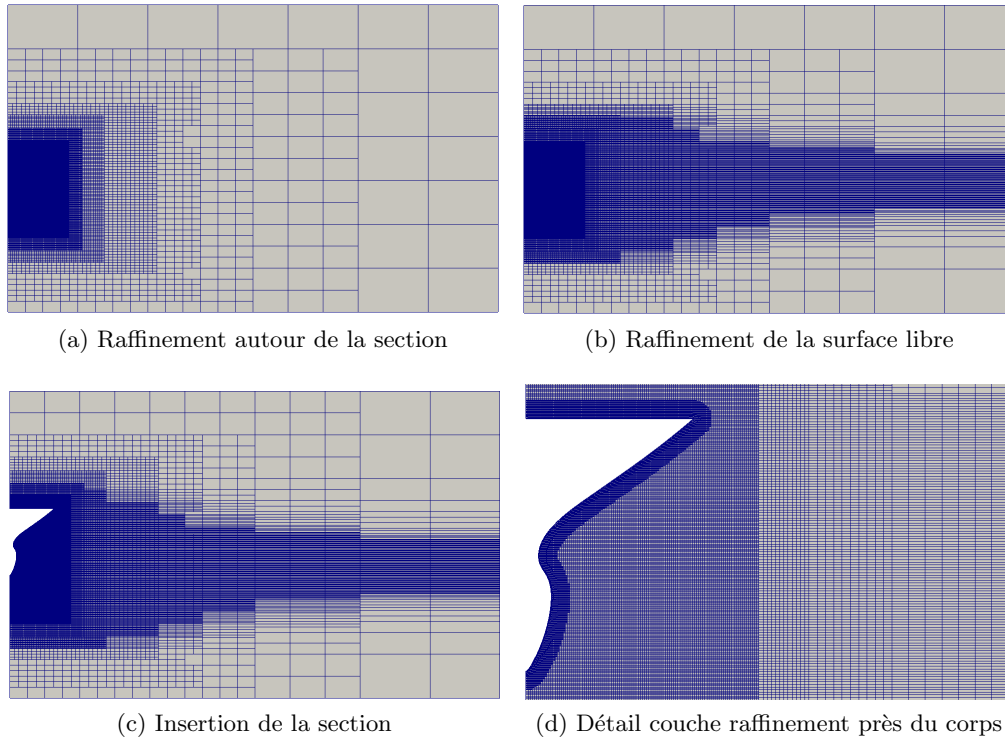 (a) Raffinement autour de la section
(b) Raffinement de la surface libre
(c) Insertion de la section
(d) Détail couche raffinement près du corps